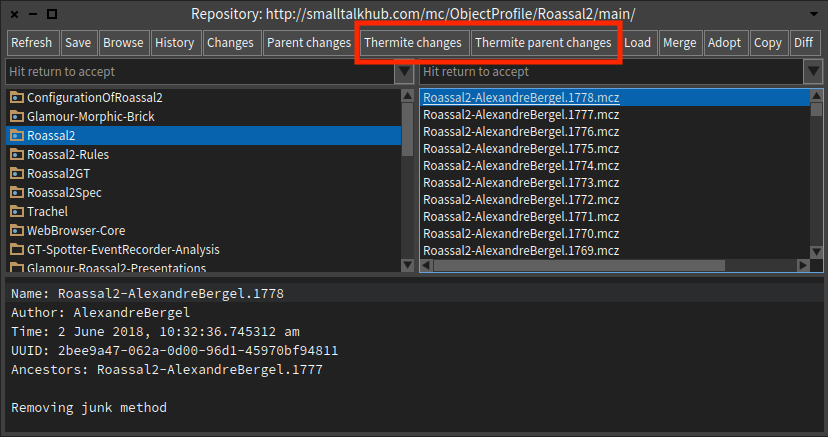 Repository: http://smalltalkhub.com/mc/ObjectProfile/Roassal2/main/
Refresh Save Browse History Changes Parent changes Thermite changes Thermite parent changes Load Merge Adopt Copy Diff
Hit return to accept
Hit return to accept
ConfigurationOfRoassal2
Glamour-Morphic-Brick
Roassal2
Roassal2-Rules
Roassal2GT
Roassal2Spec
Trachel
WebBrowser-Core
GT-Spotter-EventRecorder-Analysis
Glamour-Roassal2-Presentations
Roassal2-AlexandreBergel.1778.mcz
Roassal2-AlexandreBergel.1777.mcz
Roassal2-AlexandreBergel.1776.mcz
Roassal2-AlexandreBergel.1775.mcz
Roassal2-AlexandreBergel.1774.mcz
Roassal2-AlexandreBergel.1773.mcz
Roassal2-AlexandreBergel.1772.mcz
Roassal2-AlexandreBergel.1771.mcz
Roassal2-AlexandreBergel.1770.mcz
Roassal2-AlexandreBergel.1769.mcz
Name: Roassal2-AlexandreBergel.1778
Author: AlexandreBergel
Time: 2 June 2018, 10:32:36.745312 am
UUID: 2bee9a47-062a-0d00-96d1-45970bf94811
Ancestors: Roassal2-AlexandreBergel.1777
Removing junk method